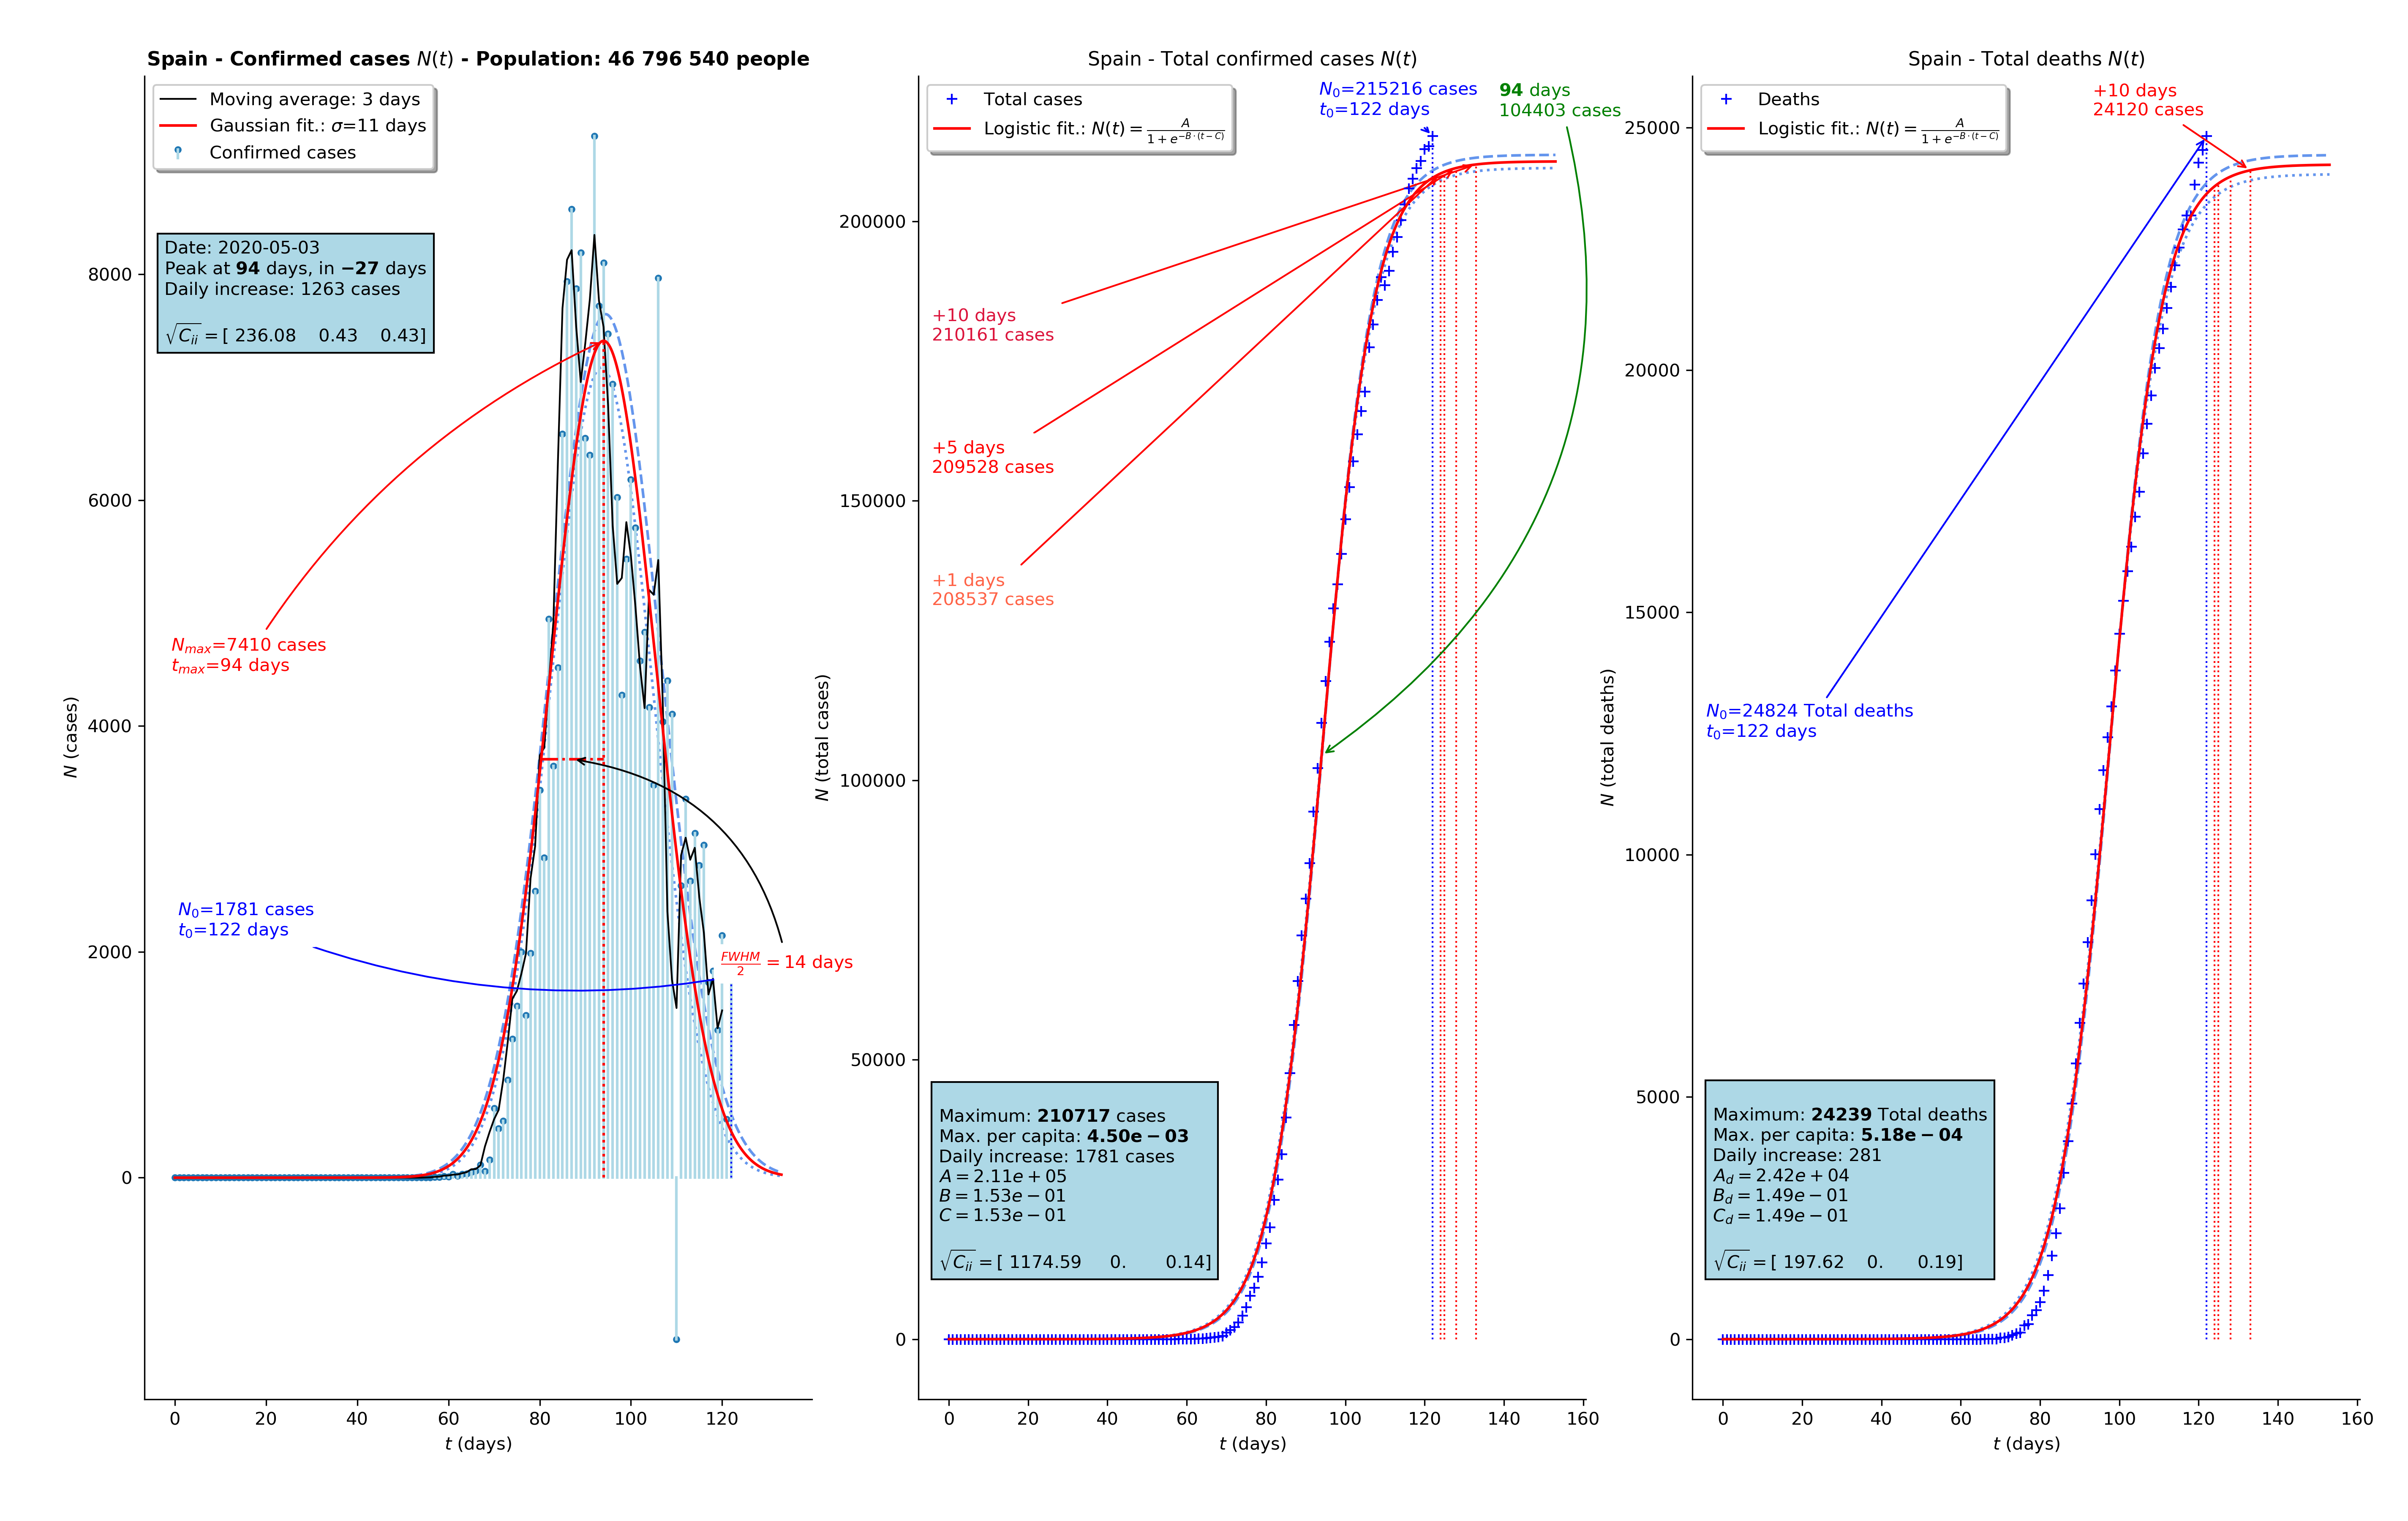 Spain - Confirmed cases N(t) - Population: 46 796 540 people
Moving average: 3 days
Gaussian fit.: σ=11 days
Confirmed cases
Date: 2020-05-03
Peak at 94 days, in −27 days
Daily increase: 1263 cases
√C_ii = [ 236.08 0.43 0.43]
N_max=7410 cases
t_max=94 days
N_0=1781 cases
t_0=122 days
FWHM/2 = 14 days
N (cases)
8000
6000
4000
2000
0
0 20 40 60 80 100 120
t (days)
Spain - Total confirmed cases N(t)
Total cases
Logistic fit.: N(t) = A/(1 + e^{−B·(t−C)})
N_0=215216 cases
t_0=122 days
94 days
104403 cases
+10 days
210161 cases
+5 days
209528 cases
+1 days
208537 cases
Maximum: 210717 cases
Max. per capita: 4.50e − 03
Daily increase: 1781 cases
A = 2.11e + 05
B = 1.53e − 01
C = 1.53e − 01
√C_ii = [ 1174.59 0. 0.14]
N (total cases)
200000
150000
100000
50000
0
0 20 40 60 80 100 120 140 160
t (days)
Spain - Total deaths N(t)
Deaths
Logistic fit.: N(t) = A/(1 + e^{−B·(t−C)})
+10 days
24120 cases
N_0=24824 Total deaths
t_0=122 days
Maximum: 24239 Total deaths
Max. per capita: 5.18e − 04
Daily increase: 281
A_d = 2.42e + 04
B_d = 1.49e − 01
C_d = 1.49e − 01
√C_ii = [ 197.62 0. 0.19]
N (total deaths)
25000
20000
15000
10000
5000
0
0 20 40 60 80 100 120 140 160
t (days)